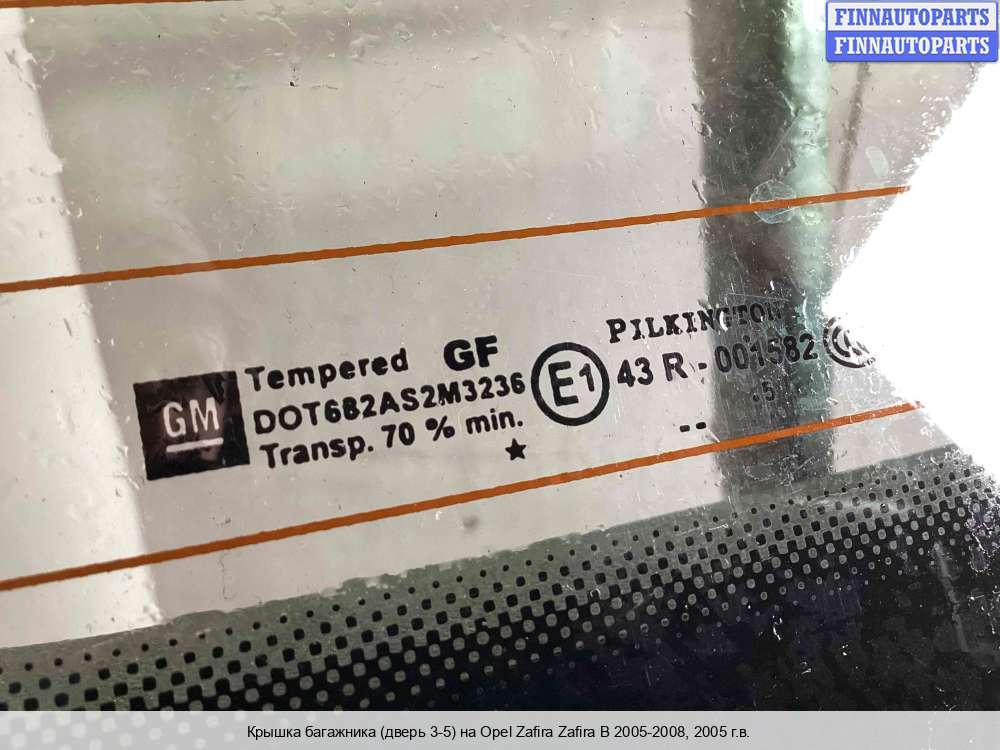 FINNAUTOPARTS
FINNAUTOPARTS
GM
Tempered GF
DOT682AS2M3236
Transp. 70 % min.
★
E1
PILKINGTON
43 R - 001582
.5
--
Крышка багажника (дверь 3-5) на Opel Zafira Zafira B 2005-2008, 2005 г.в.